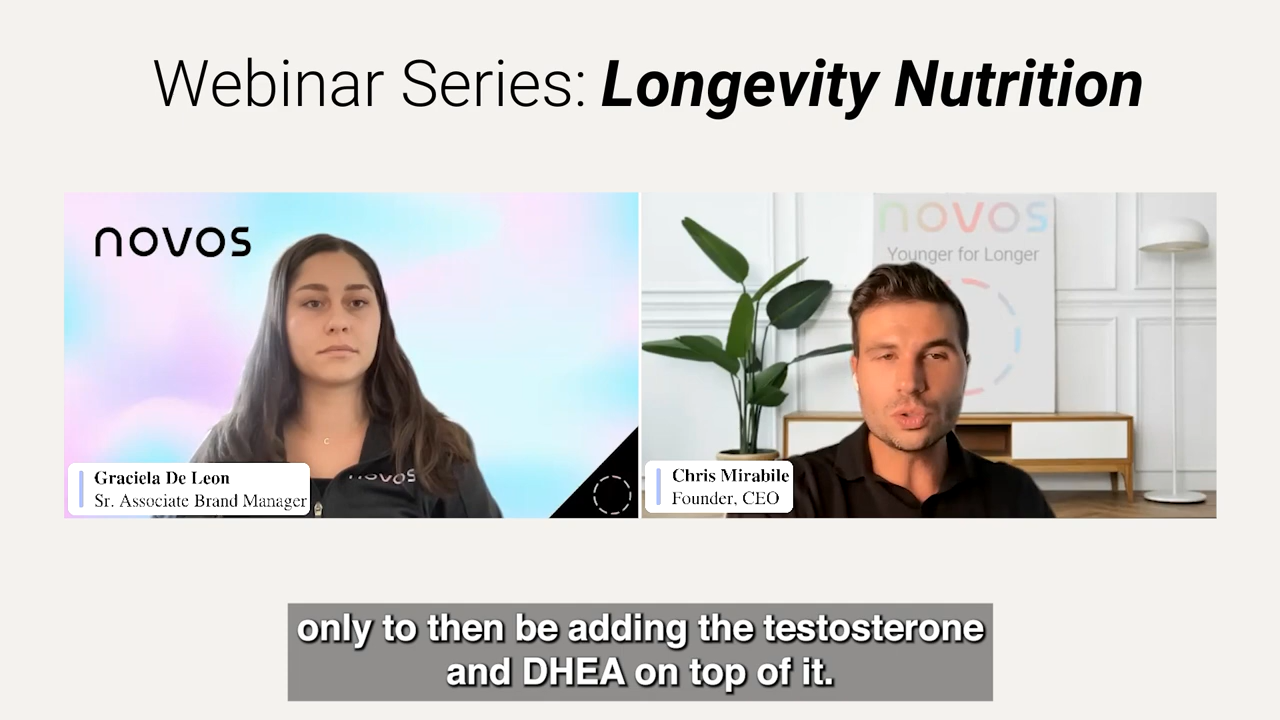 Webinar Series: Longevity Nutrition
novos
novos
Graciela De Leon
Sr. Associate Brand Manager
novos
Younger for Longer
Chris Mirabile
Founder, CEO
only to then be adding the testosterone
and DHEA on top of it.